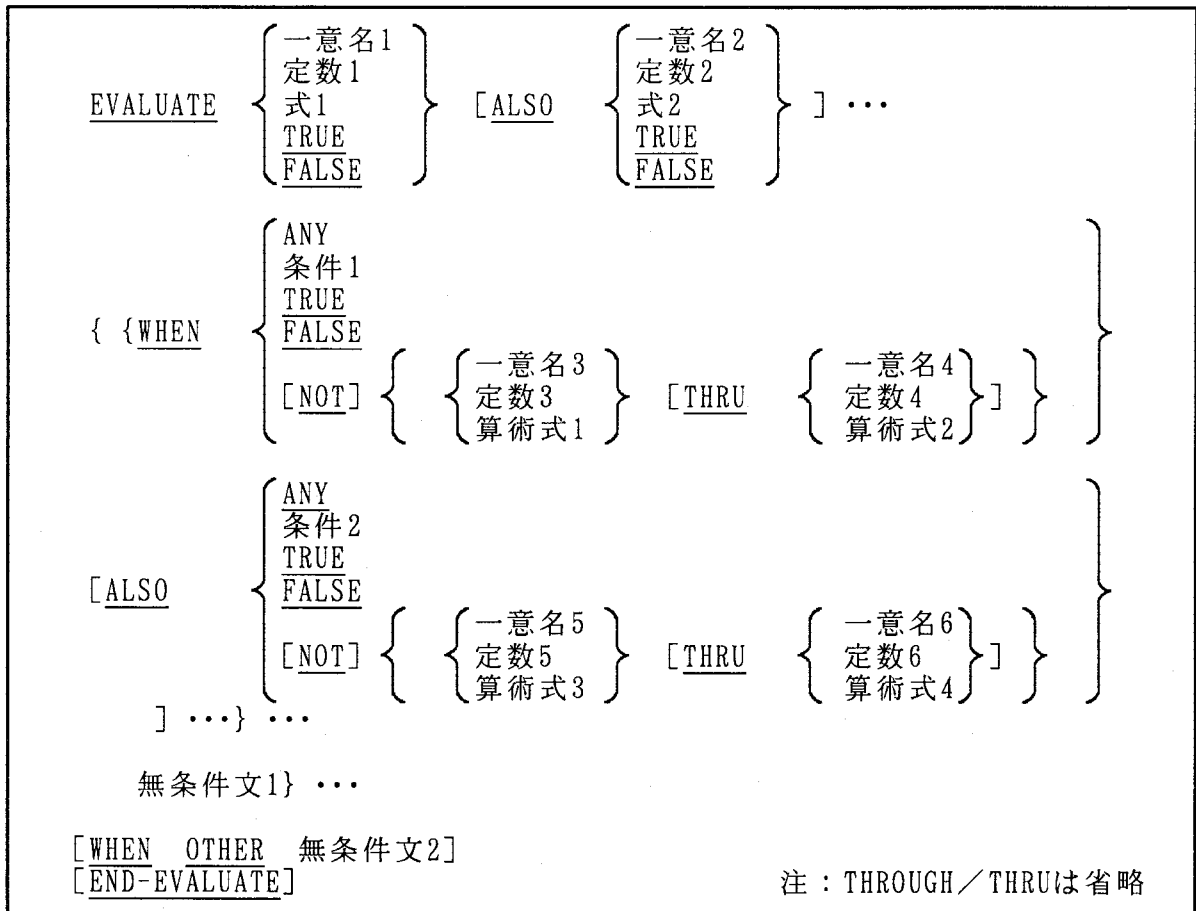 一意名1 一意名2
定数1 定数2
EVALUATE 式1 [ALSO 式2 ] ・・・
TRUE TRUE
FALSE FALSE
ANY
条件1
TRUE
{ {WHEN FALSE
一意名3 一意名4
[NOT] 定数3 [THRU 定数4 ]
算術式1 算術式2
ANY
条件2
TRUE
[ALSO FALSE
一意名5 一意名6
[NOT] 定数5 [THRU 定数6 ]
算術式3 算術式4
] ・・・} ・・・
無条件文1} ・・・
[WHEN OTHER 無条件文2]
[END-EVALUATE] 注：THROUGH／THRUは省略